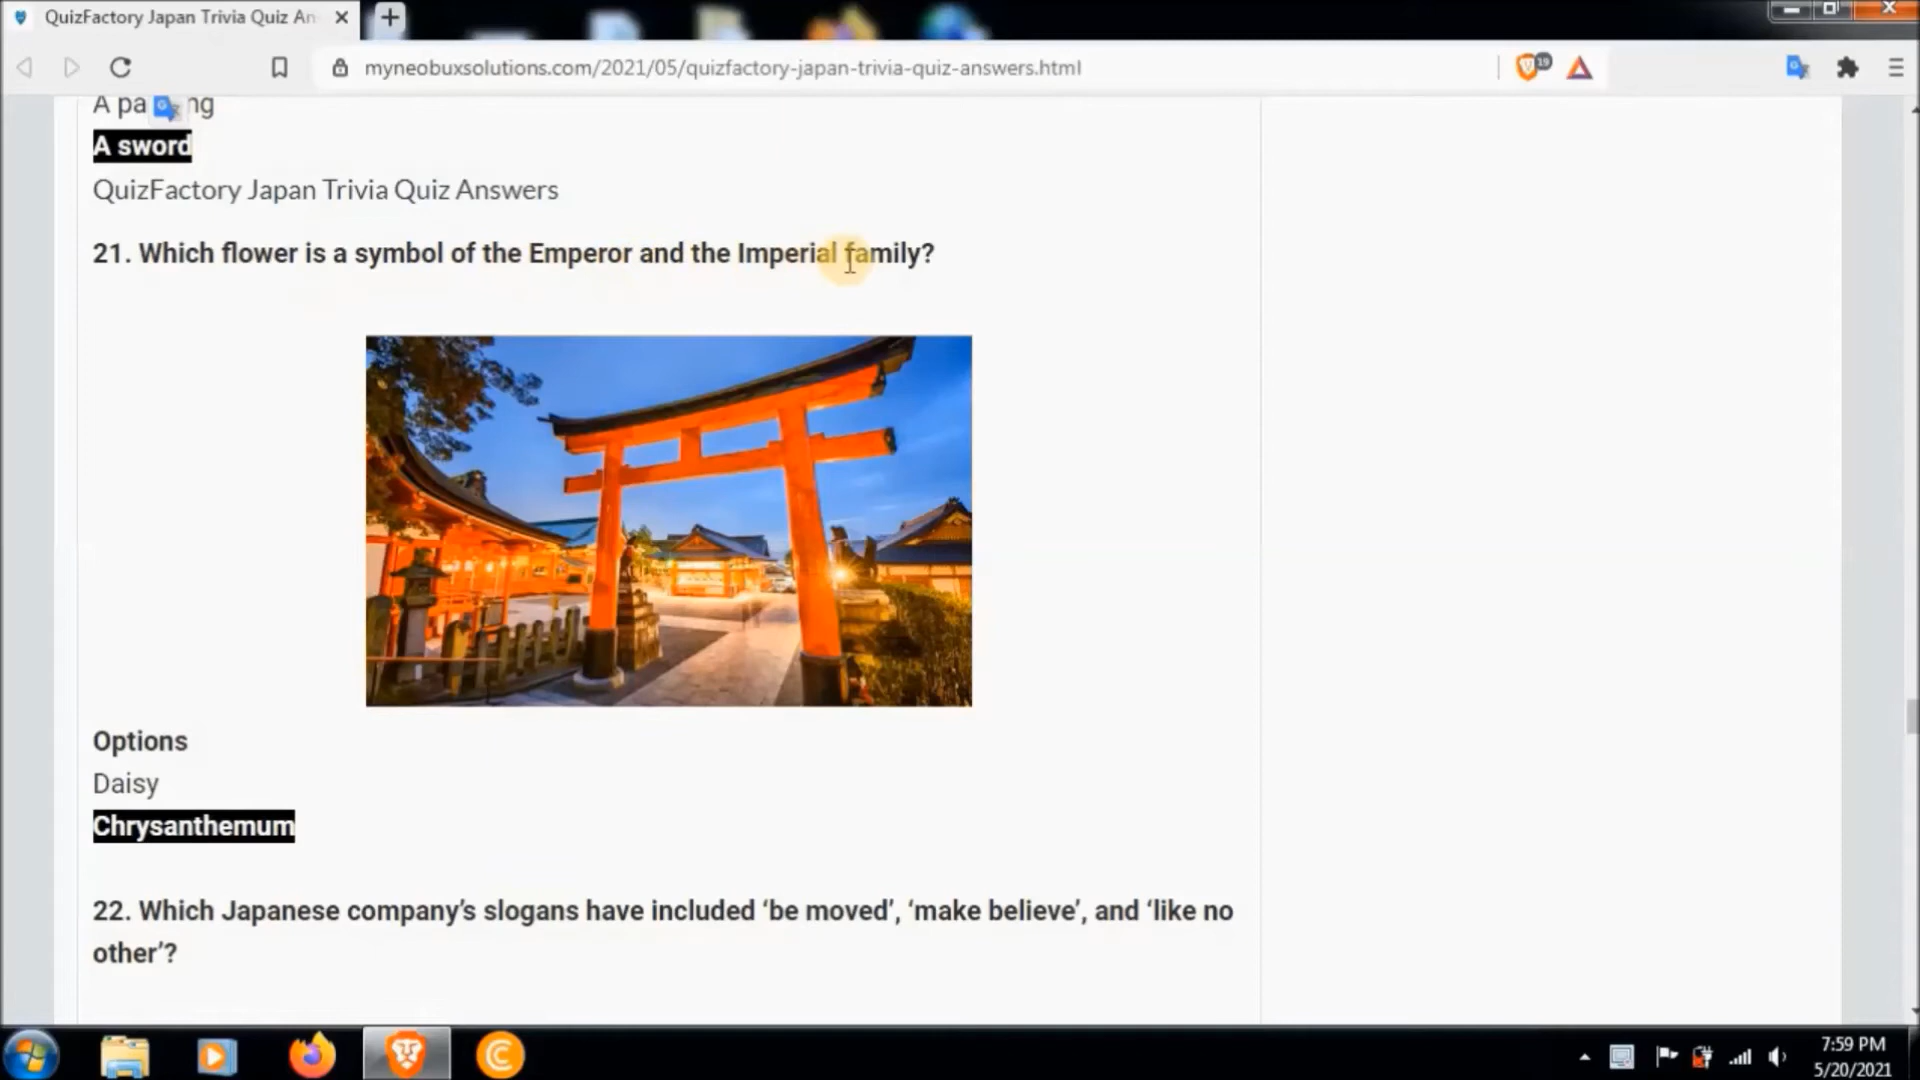 QuizFactory Japan Trivia Quiz An
myneobuxsolutions.com/2021/05/quizfactory-japan-trivia-quiz-answers.html
19
A pa ng
A sword
QuizFactory Japan Trivia Quiz Answers
21. Which flower is a symbol of the Emperor and the Imperial family?
Options
Daisy
Chrysanthemum
22. Which Japanese company’s slogans have included ‘be moved’, ‘make believe’, and ‘like no
other’?
7:59 PM
5/20/2021